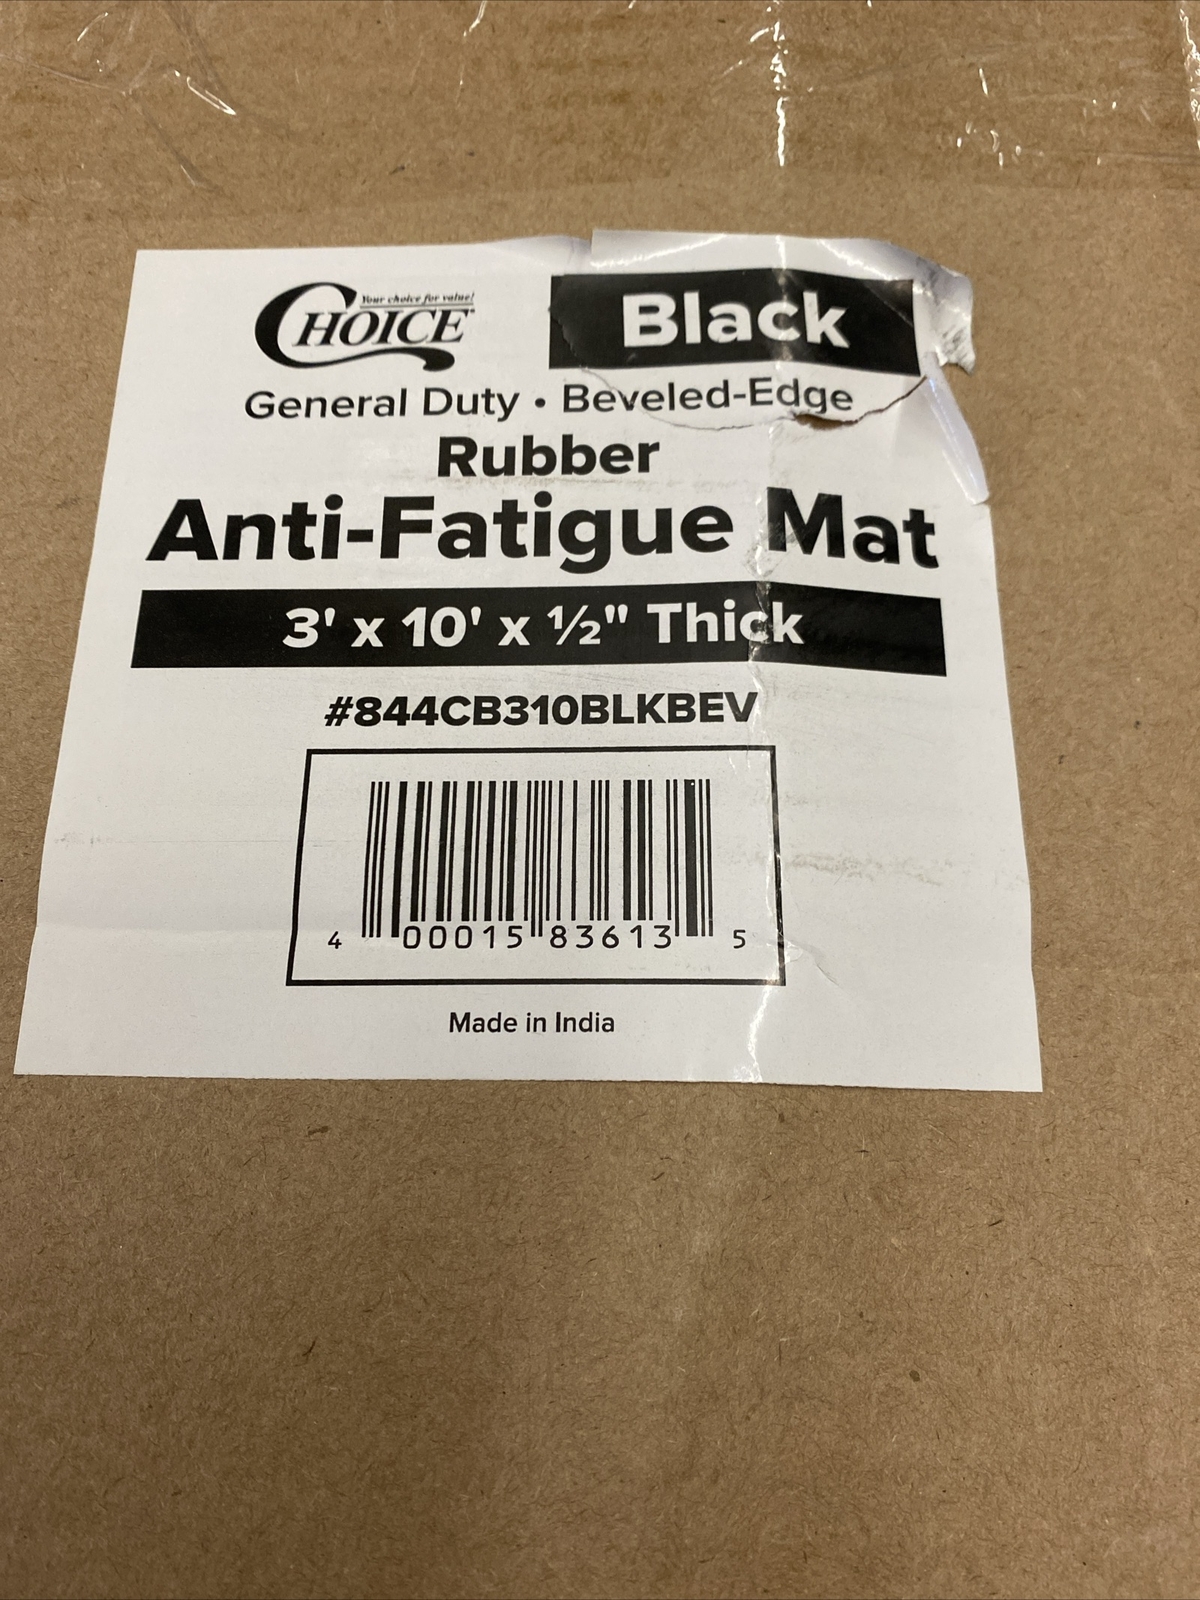 Your choice for value!
CHOICE
Black
General Duty • Beveled-Edge
Rubber
Anti-Fatigue Mat
3' x 10' x ½" Thick
#844CB310BLKBEV
4 00015 83613 5
Made in India